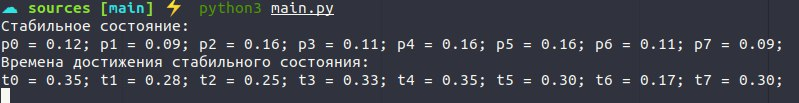 sources [main] ⚡ python3 main.py
Стабильное состояние:
p0 = 0.12; p1 = 0.09; p2 = 0.16; p3 = 0.11; p4 = 0.16; p5 = 0.16; p6 = 0.11; p7 = 0.09;
Времена достижения стабильного состояния:
t0 = 0.35; t1 = 0.28; t2 = 0.25; t3 = 0.33; t4 = 0.35; t5 = 0.30; t6 = 0.17; t7 = 0.30;